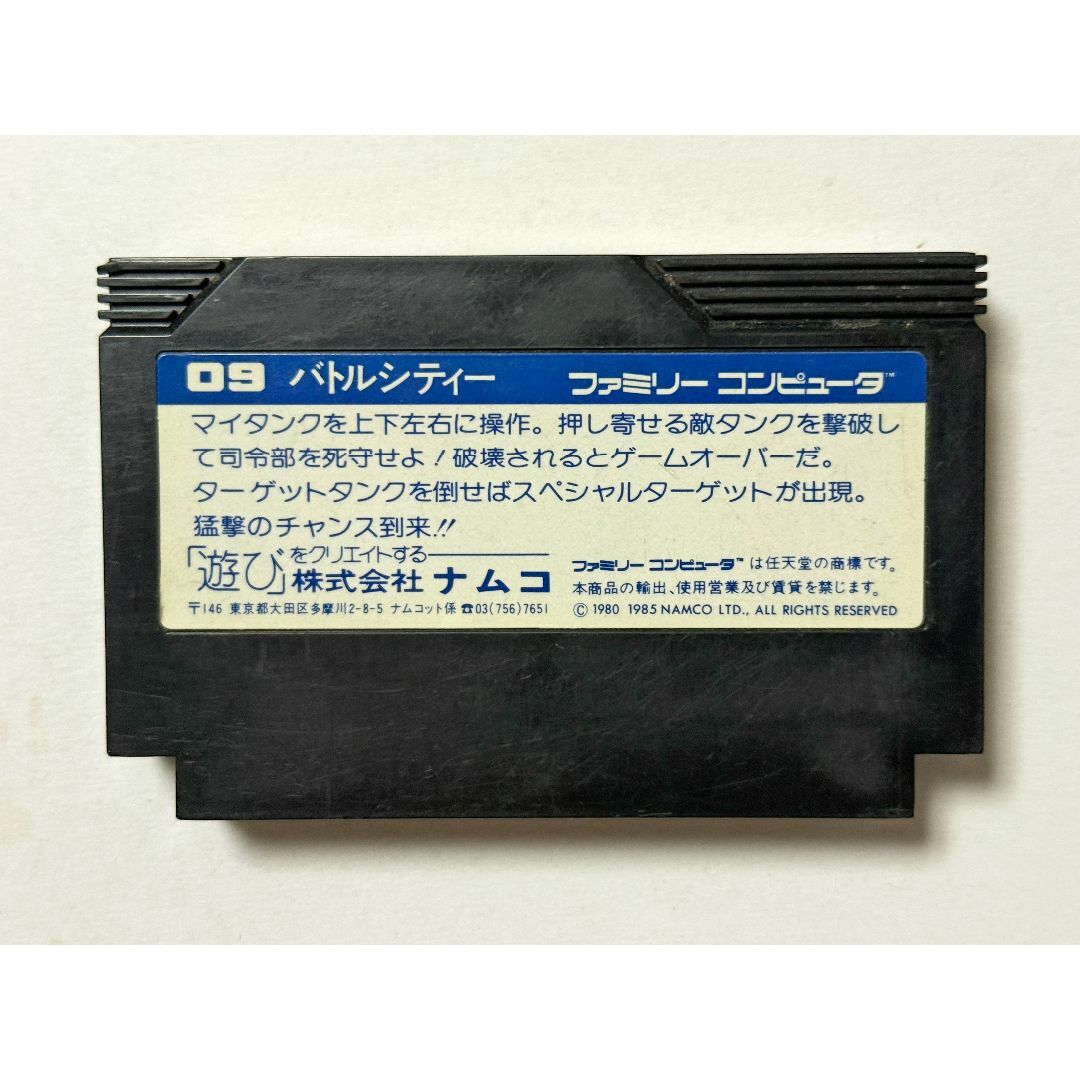 09 バトルシティー ファミリー コンピュータ™
マイタンクを上下左右に操作。押し寄せる敵タンクを撃破し
て司令部を死守せよ！破壊されるとゲームオーバーだ。
ターゲットタンクを倒せばスペシャルターゲットが出現。
猛撃のチャンス到来!!
「遊び」をクリエイトする
株式会社 ナムコ
〒146 東京都大田区多摩川2-8-5 ナムコット係 ☎03(756)7651
ファミリー コンピュータ™ は任天堂の商標です。
本商品の輸出、使用営業及び賃貸を禁じます。
© 1980 1985 NAMCO LTD., ALL RIGHTS RESERVED